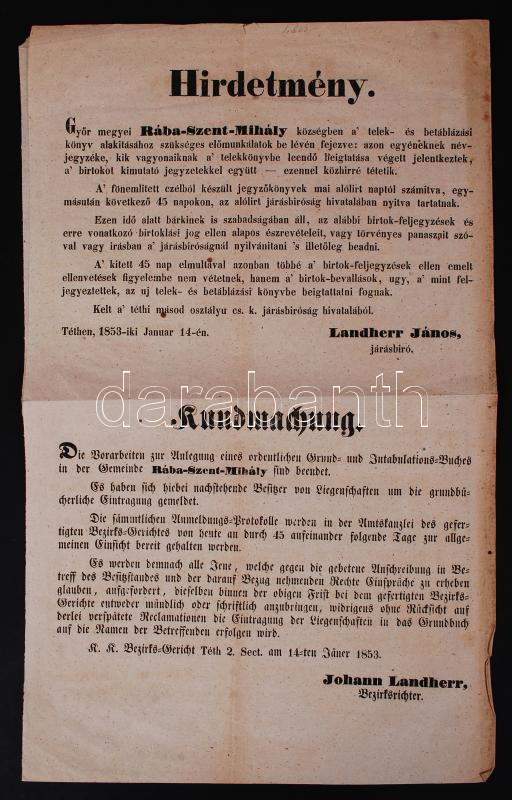 Hirdetmény.
Győr megyei Rába-Szent-Mihály községben a' telek- és betáblázási
könyv alakitásához szükséges előmunkálatok be lévén fejezve: azon egyéneknek név-
jegyzéke, kik vagyonaiknak a' telekkönyvbe leendő beigtatása végett jelentkeztek,
a' birtokot kimutató jegyzetekkel együtt — ezennel közhirré tétetik.
A' fönemlitett czélból készült jegyzőkönyvek mai alólirt naptól számitva, egy-
másután következő 45 napokon, az alólirt járásbiróság hivatalában nyitva tartatnak.
Ezen idő alatt bárkinek is szabadságában áll, az alábbi birtok-feljegyzések és
erre vonatkozó birtoklási jog ellen alapos észrevételeit, vagy törvényes panaszait szó-
val vagy irásban a' járásbiróságnál nyilvánitani 's illetőleg beadni.
A' kitett 45 nap elmultával azonban többé a' birtok-feljegyzések ellen emelt
ellenvetések figyelembe nem vétetnek, hanem a' birtok-bevallások, ugy, a' mint fel-
jegyeztettek, az uj telek- és betáblázási könyvbe beigtattatni fognak.
Kelt a' téthi másod osztályu cs. k. járásbiróság hivatalából.
Téthen, 1853-iki Januar 14-én.
Landherr János,
járásbiró,
darabanth
Kundmachung.
Die Vorarbeiten zur Anlegung eines ordentlichen Grund- und Intabulations-Buches
in der Gemeinde Rába-Szent-Mihály sind beendet.
Es haben sich hiebei nachstehende Besitzer von Liegenschaften um die grundbü-
cherliche Eintragung gemeldet.
Die sämmtlichen Anmeldungs-Protokolle werden in der Amtskanzlei des gefer-
tigten Bezirks-Gerichtes von heute an durch 45 aufeinander folgende Tage zur allge-
meinen Einsicht bereit gehalten werden.
Es werden demnach alle Jene, welche gegen die gebetene Anschreibung in Be-
treff des Besitzstandes und der darauf Bezug nehmenden Rechte Einsprüche zu erheben
glauben, aufgefordert, dieselben binnen der obigen Frist bei dem gefertigten Bezirks-
Gerichte entweder mündlich oder schriftlich anzubringen, widrigens ohne Rücksicht auf
derlei verspätete Reclamationen die Eintragung der Liegenschaften in das Grundbuch
auf die Namen der Betreffenden erfolgen wird.
K. K. Bezirks-Gericht Téth 2. Sect. am 14-ten Jäner 1853.
Johann Landherr,
Bezirksrichter.